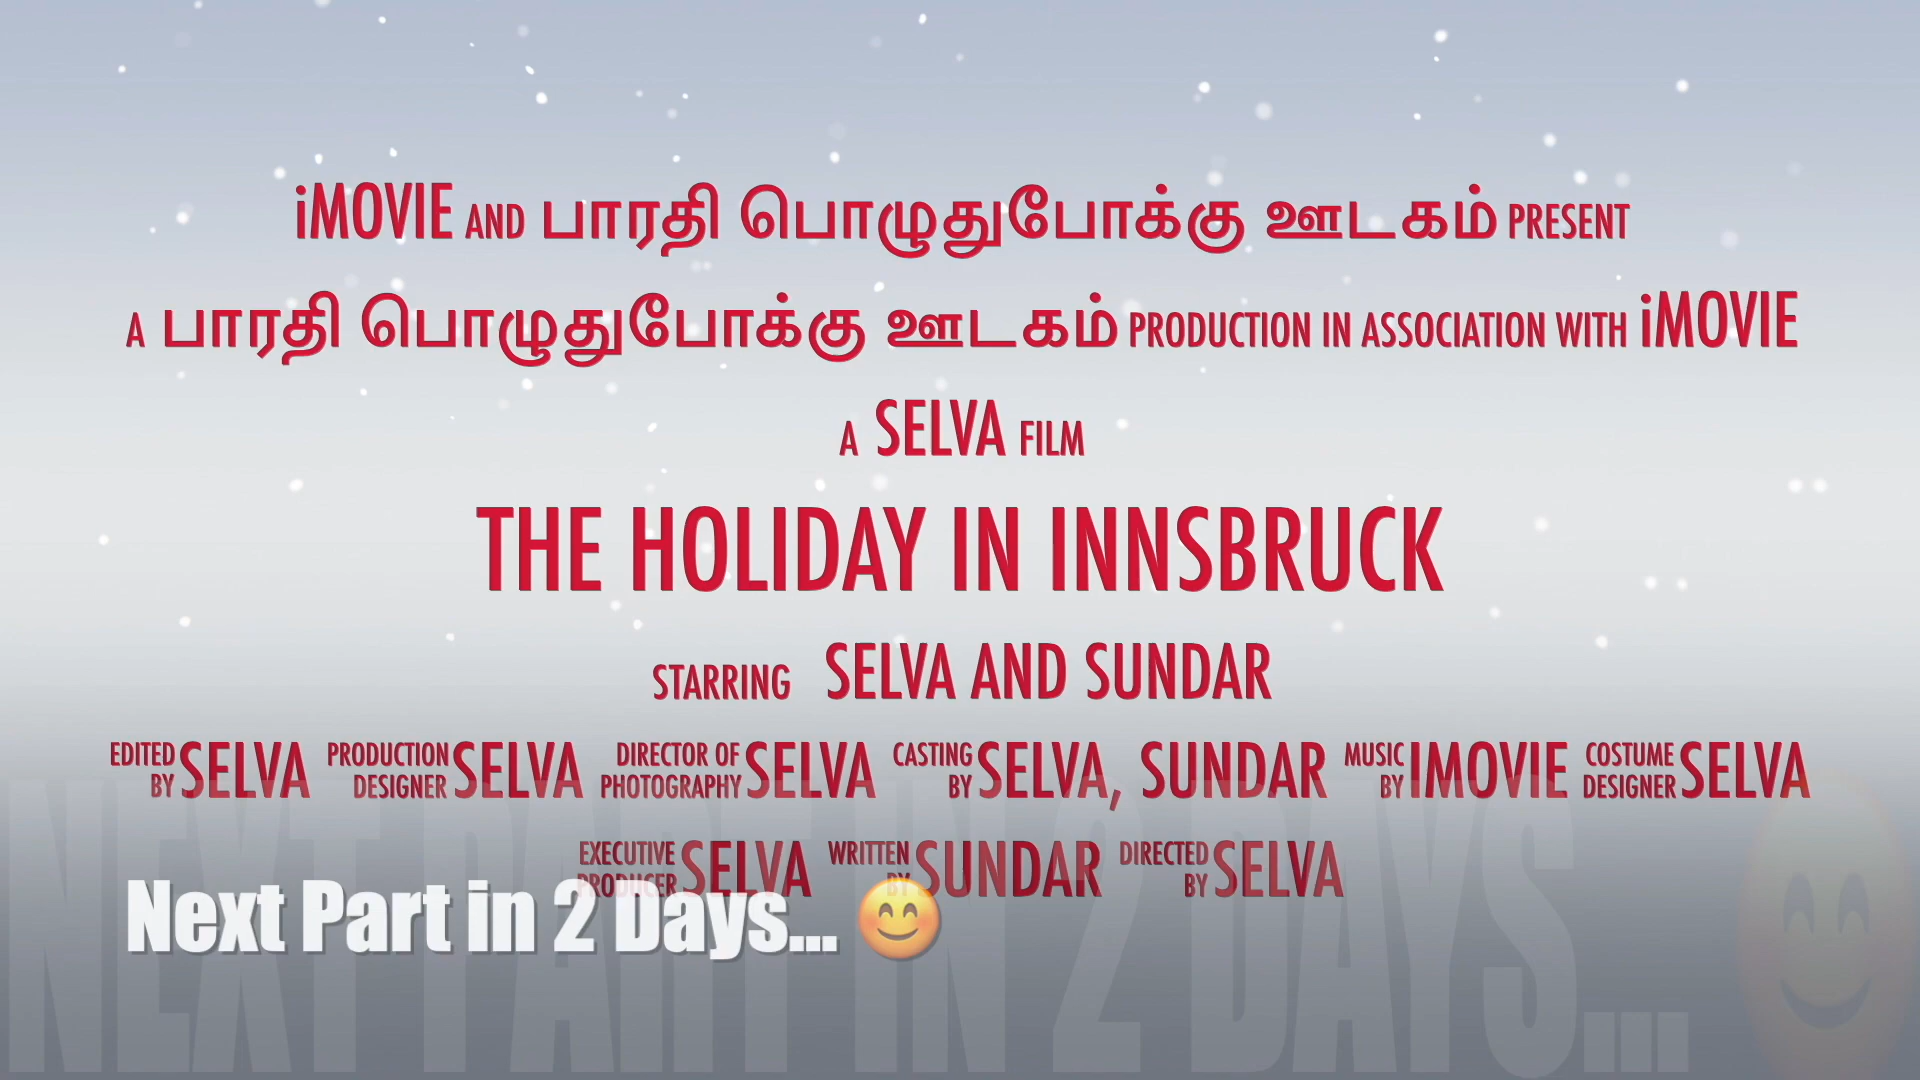 iMOVIE AND பாரதி பொழுதுபோக்கு ஊடகம் PRESENT
A பாரதி பொழுதுபோக்கு ஊடகம் PRODUCTION IN ASSOCIATION WITH iMOVIE
A SELVA FILM
THE HOLIDAY IN INNSBRUCK
STARRING SELVA AND SUNDAR
EDITED BY SELVA PRODUCTION DESIGNER SELVA DIRECTOR OF PHOTOGRAPHY SELVA CASTING BY SELVA, SUNDAR MUSIC BY IMOVIE COSTUME DESIGNER SELVA
EXECUTIVE PRODUCER SELVA WRITTEN BY SUNDAR DIRECTED BY SELVA
Next Part in 2 Days... 😊
NEXT PART IN 2 DAYS... 😊